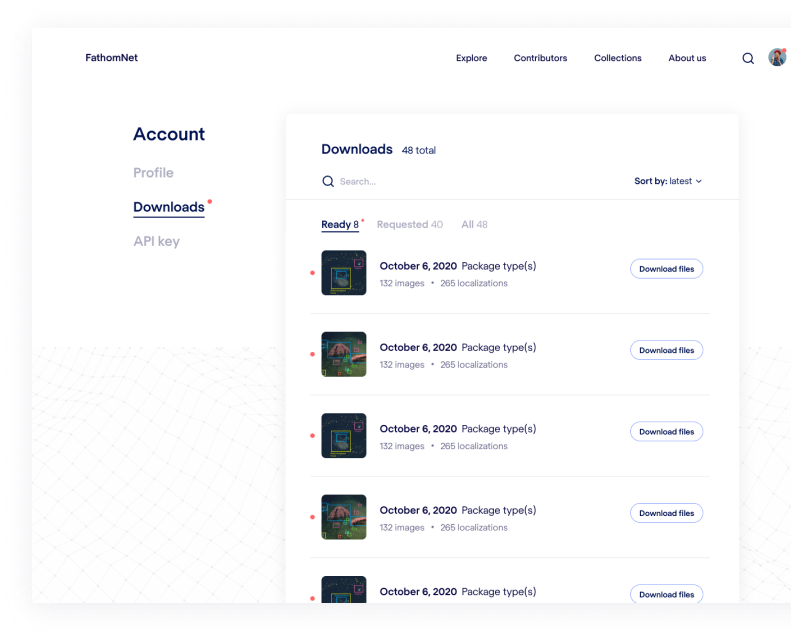 FathomNet
Explore Contributors Collections About us
Account
Profile
Downloads
API key
Downloads 48 total
Search...
Sort by: latest
Ready 8 Requested 40 All 48
October 6, 2020 Package type(s)
132 images • 265 localizations
Download files
October 6, 2020 Package type(s)
132 images • 265 localizations
Download files
October 6, 2020 Package type(s)
132 images • 265 localizations
Download files
October 6, 2020 Package type(s)
132 images • 265 localizations
Download files
October 6, 2020 Package type(s)
Download files